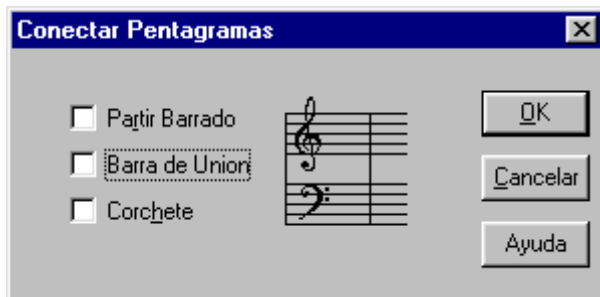 Conectar Pentagramas
Partir Barrado
Barra de Union
Corchete
OK
Cancelar
Ayuda